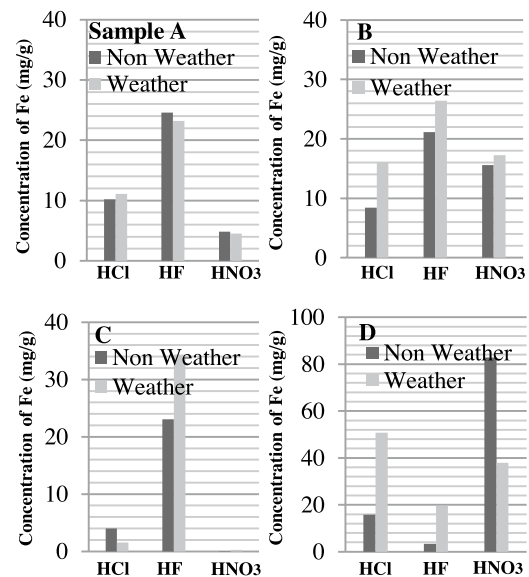 Sample A
Non Weather
Weather
Concentration of Fe (mg/g)
40
30
20
10
0
HCl
HF
HNO3
B
Non Weather
Weather
Concentration of Fe (mg/g)
40
30
20
10
0
HCl
HF
HNO3
C
Non Weather
Weather
Concentration of Fe (mg/g)
40
30
20
10
0
HCl
HF
HNO3
D
Non Weather
Weather
Concentration of Fe (mg/g)
100
80
60
40
20
0
HCl
HF
HNO3